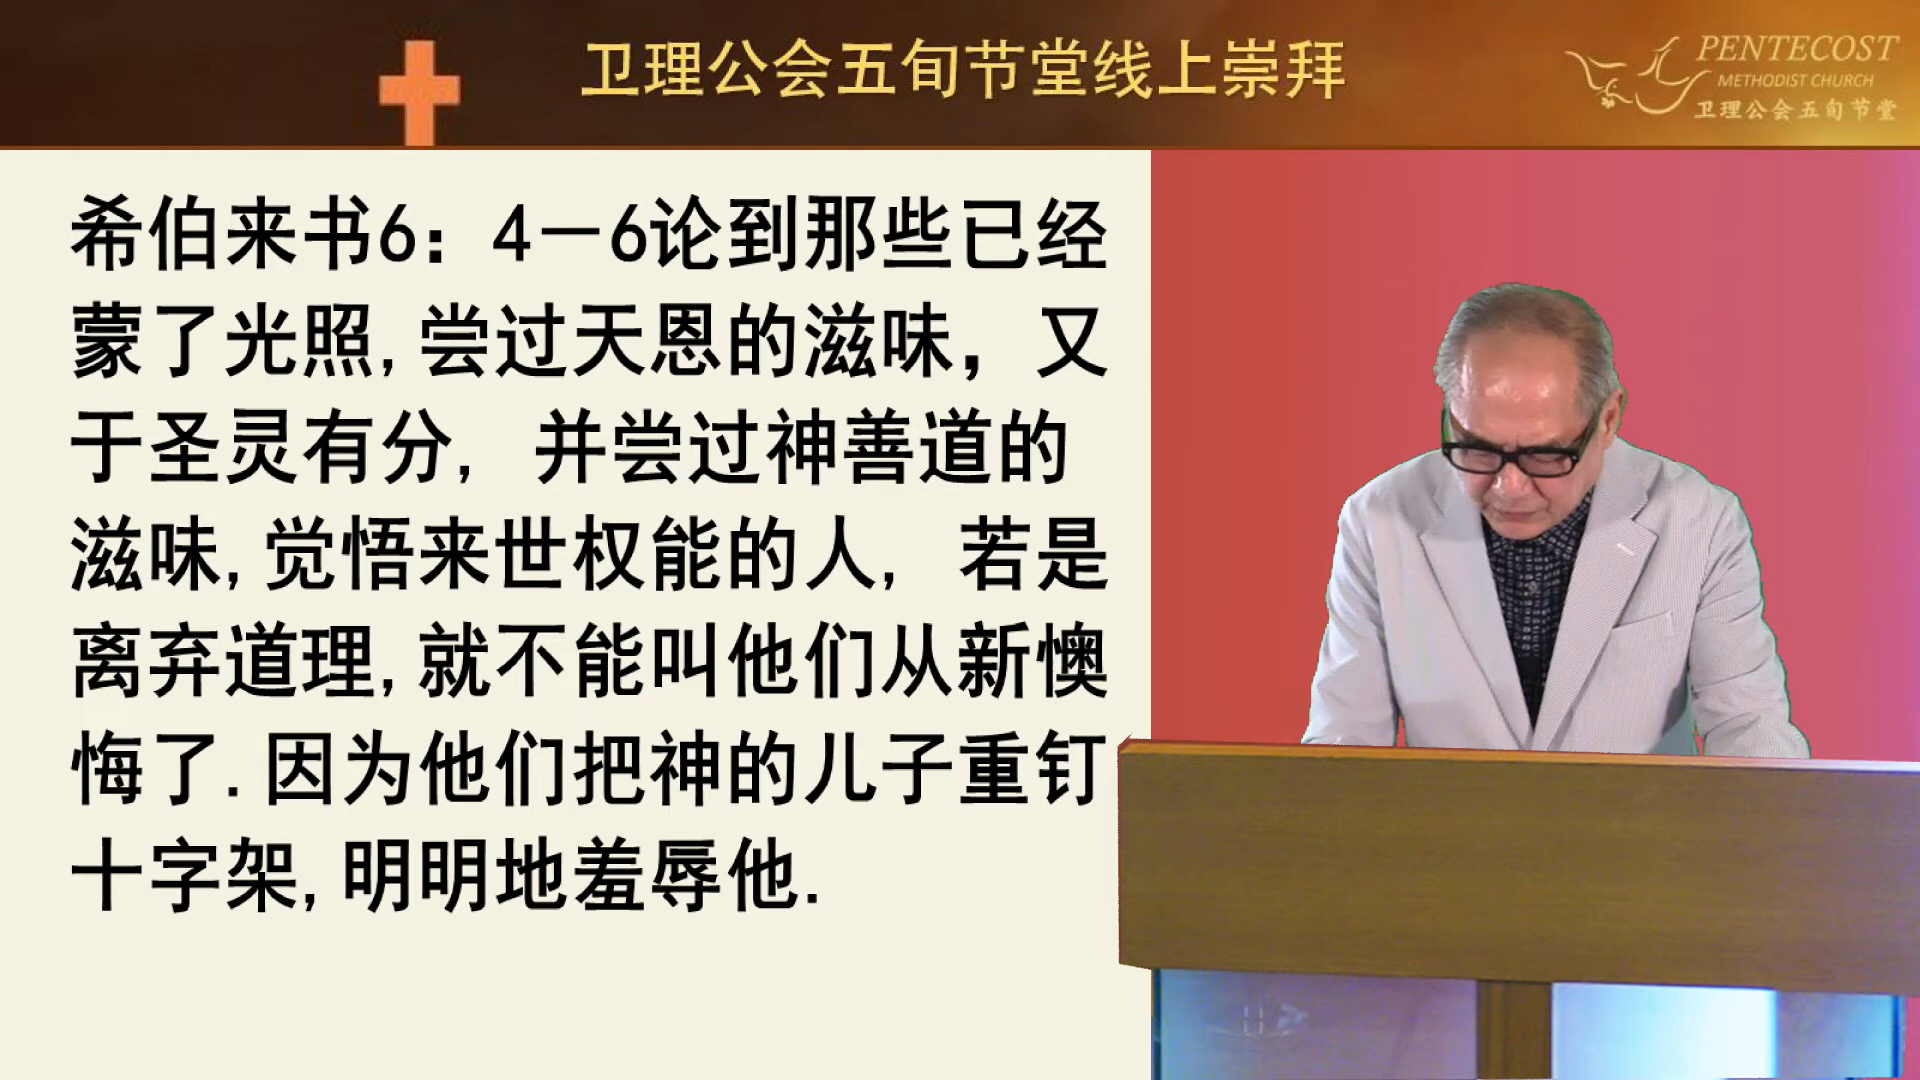 卫理公会五旬节堂线上崇拜
PENTECOST
METHODIST CHURCH
卫理公会五旬节堂
希伯来书6：4－6论到那些已经
蒙了光照,尝过天恩的滋味，又
于圣灵有分, 并尝过神善道的
滋味,觉悟来世权能的人, 若是
离弃道理,就不能叫他们从新懊
悔了.因为他们把神的儿子重钉
十字架,明明地羞辱他.